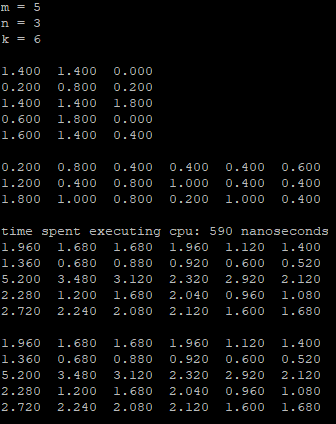 m = 5
n = 3
k = 6
1.400 1.400 0.000
0.200 0.800 0.200
1.400 1.400 1.800
0.600 1.800 0.000
1.600 1.400 0.400
0.200 0.800 0.400 0.400 0.400 0.600
1.200 0.400 0.800 1.000 0.400 0.400
1.800 1.000 0.800 0.200 1.000 0.400
time spent executing cpu: 590 nanoseconds
1.960 1.680 1.680 1.960 1.120 1.400
1.360 0.680 0.880 0.920 0.600 0.520
5.200 3.480 3.120 2.320 2.920 2.120
2.280 1.200 1.680 2.040 0.960 1.080
2.720 2.240 2.080 2.120 1.600 1.680
1.960 1.680 1.680 1.960 1.120 1.400
1.360 0.680 0.880 0.920 0.600 0.520
5.200 3.480 3.120 2.320 2.920 2.120
2.280 1.200 1.680 2.040 0.960 1.080
2.720 2.240 2.080 2.120 1.600 1.680